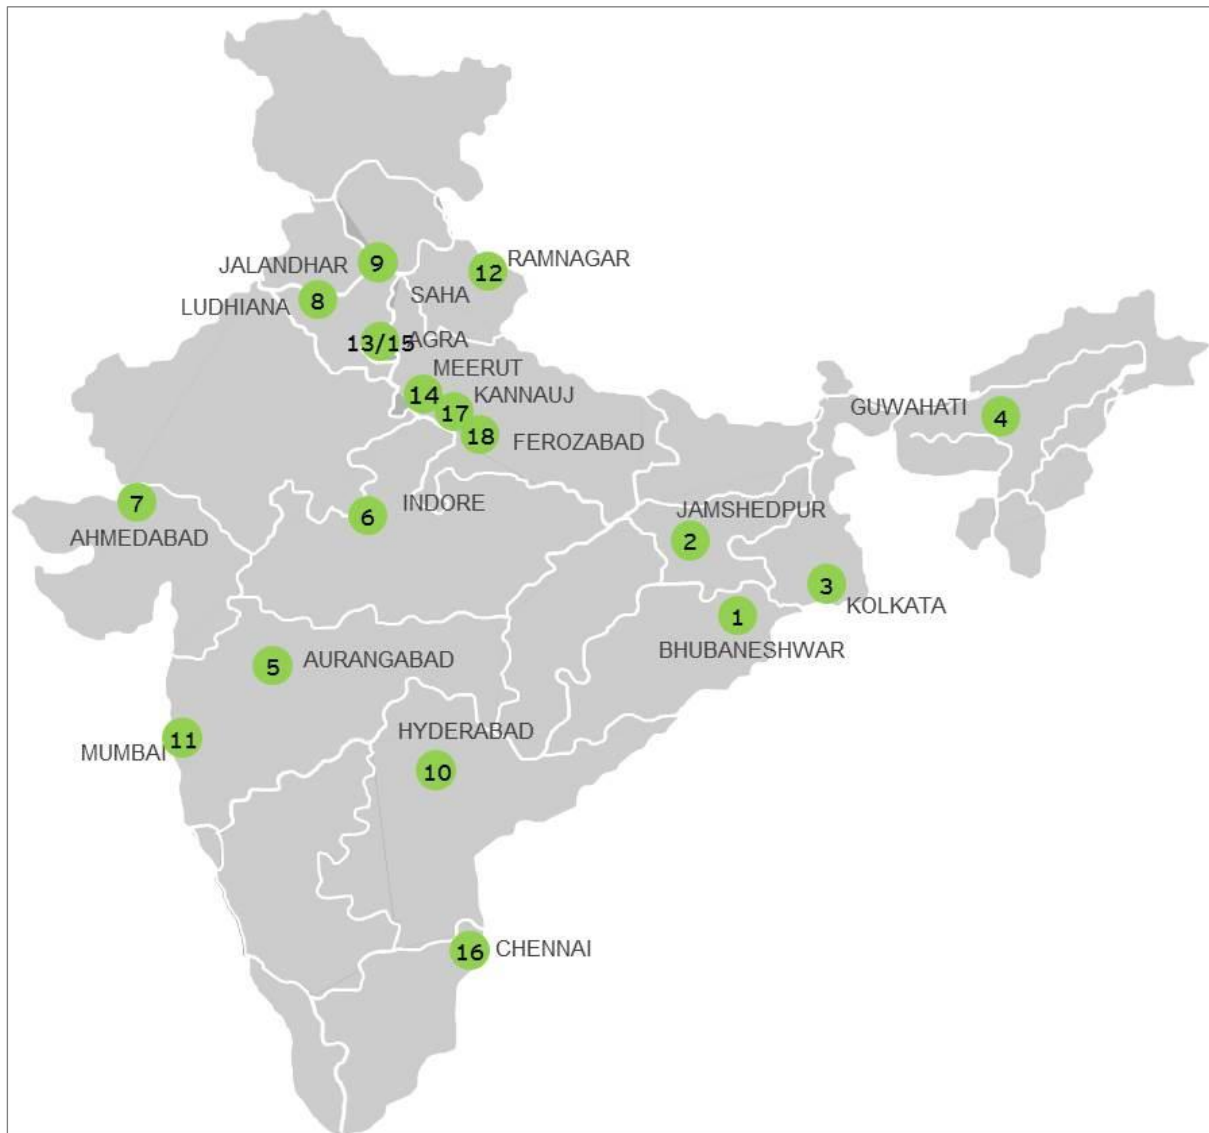 RAMNAGAR
12
JALANDHAR
9
SAHA
LUDHIANA
8
13/15
AGRA
MEERUT
14
KANNAUJ
17
18
FEROZABAD
GUWAHATI
4
7
AHMEDABAD
INDORE
6
JAMSHEDPUR
2
3
KOLKATA
1
BHUBANESHWAR
5
AURANGABAD
HYDERABAD
MUMBAI
11
10
16
CHENNAI